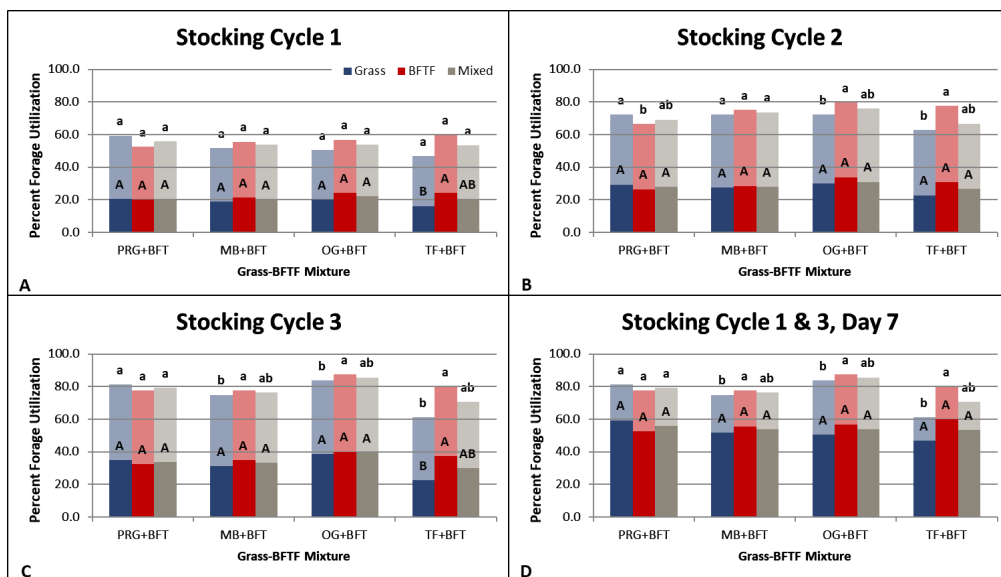 Stocking Cycle 1
Percent Forage Utilization
100.0
80.0
60.0
40.0
20.0
0.0
Grass BFTF Mixed
a a a a a a a a a a a a
A A A A A A A A A B A AB
PRG+BFT MB+BFT OG+BFT TF+BFT
Grass-BFTF Mixture
A
Stocking Cycle 2
Percent Forage Utilization
100.0
80.0
60.0
40.0
20.0
0.0
a b ab a a a b a ab b a ab
A A A A A A A A A A A A
PRG+BFT MB+BFT OG+BFT TF+BFT
Grass-BFTF Mixture
B
Stocking Cycle 3
Percent Forage Utilization
100.0
80.0
60.0
40.0
20.0
0.0
a a a b a ab b a ab b a ab
A A A A A A A A A B A AB
PRG+BFT MB+BFT OG+BFT TF+BFT
Grass-BFTF Mixture
C
Stocking Cycle 1 & 3, Day 7
Percent Forage Utilization
100.0
80.0
60.0
40.0
20.0
0.0
a a a b a ab b a ab b a ab
A A A A A A A A A A A A
PRG+BFT MB+BFT OG+BFT TF+BFT
Grass-BFTF Mixture
D